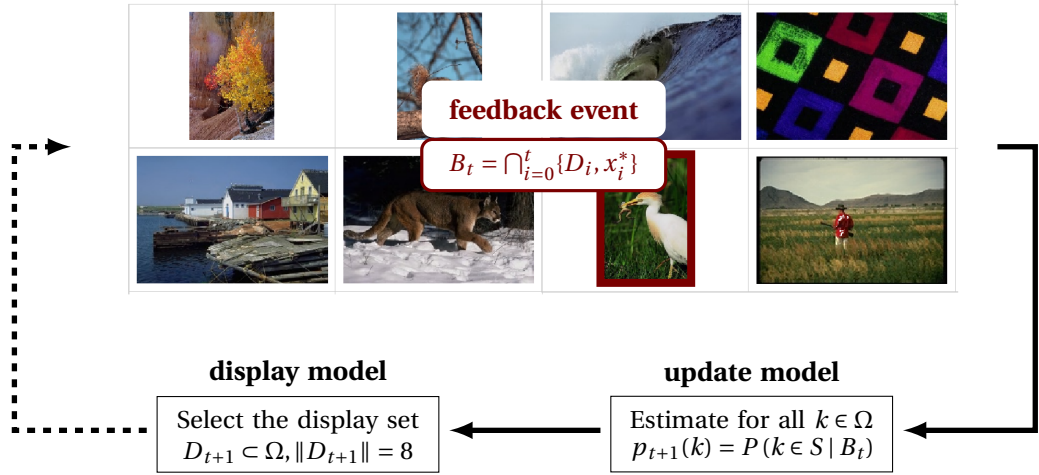 feedback event
B_t = ⋂_{i=0}^{t}{D_i, x_i^*}
display model
Select the display set
D_{t+1} ⊂ Ω, ‖D_{t+1}‖ = 8
update model
Estimate for all k ∈ Ω
p_{t+1}(k) = P(k ∈ S | B_t)